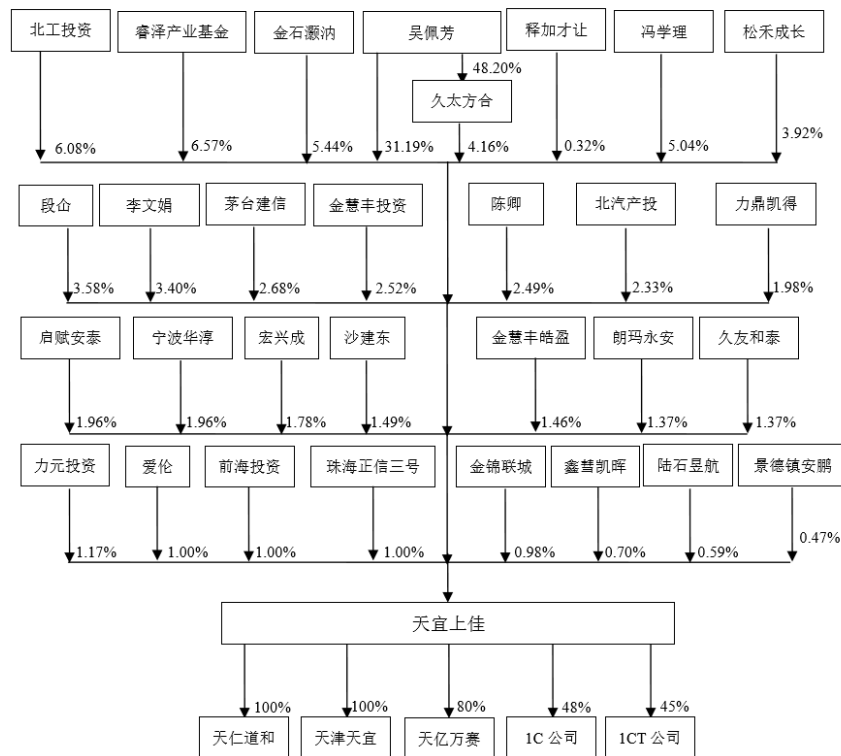 北工投资
睿泽产业基金
金石灏汭
吴佩芳
释加才让
冯学理
松禾成长
48.20%
久太方合
6.08%
6.57%
5.44%
31.19%
4.16%
0.32%
5.04%
3.92%
段仚
李文娟
茅台建信
金慧丰投资
陈卿
北汽产投
力鼎凯得
3.58%
3.40%
2.68%
2.52%
2.49%
2.33%
1.98%
启赋安泰
宁波华淳
宏兴成
沙建东
金慧丰皓盈
朗玛永安
久友和泰
1.96%
1.96%
1.78%
1.49%
1.46%
1.37%
1.37%
力元投资
爱伦
前海投资
珠海正信三号
金锦联城
鑫彗凯晖
陆石昱航
景德镇安鹏
1.17%
1.00%
1.00%
1.00%
0.98%
0.70%
0.59%
0.47%
天宜上佳
100%
100%
80%
48%
45%
天仁道和
天津天宜
天亿万赛
1C 公司
1CT 公司